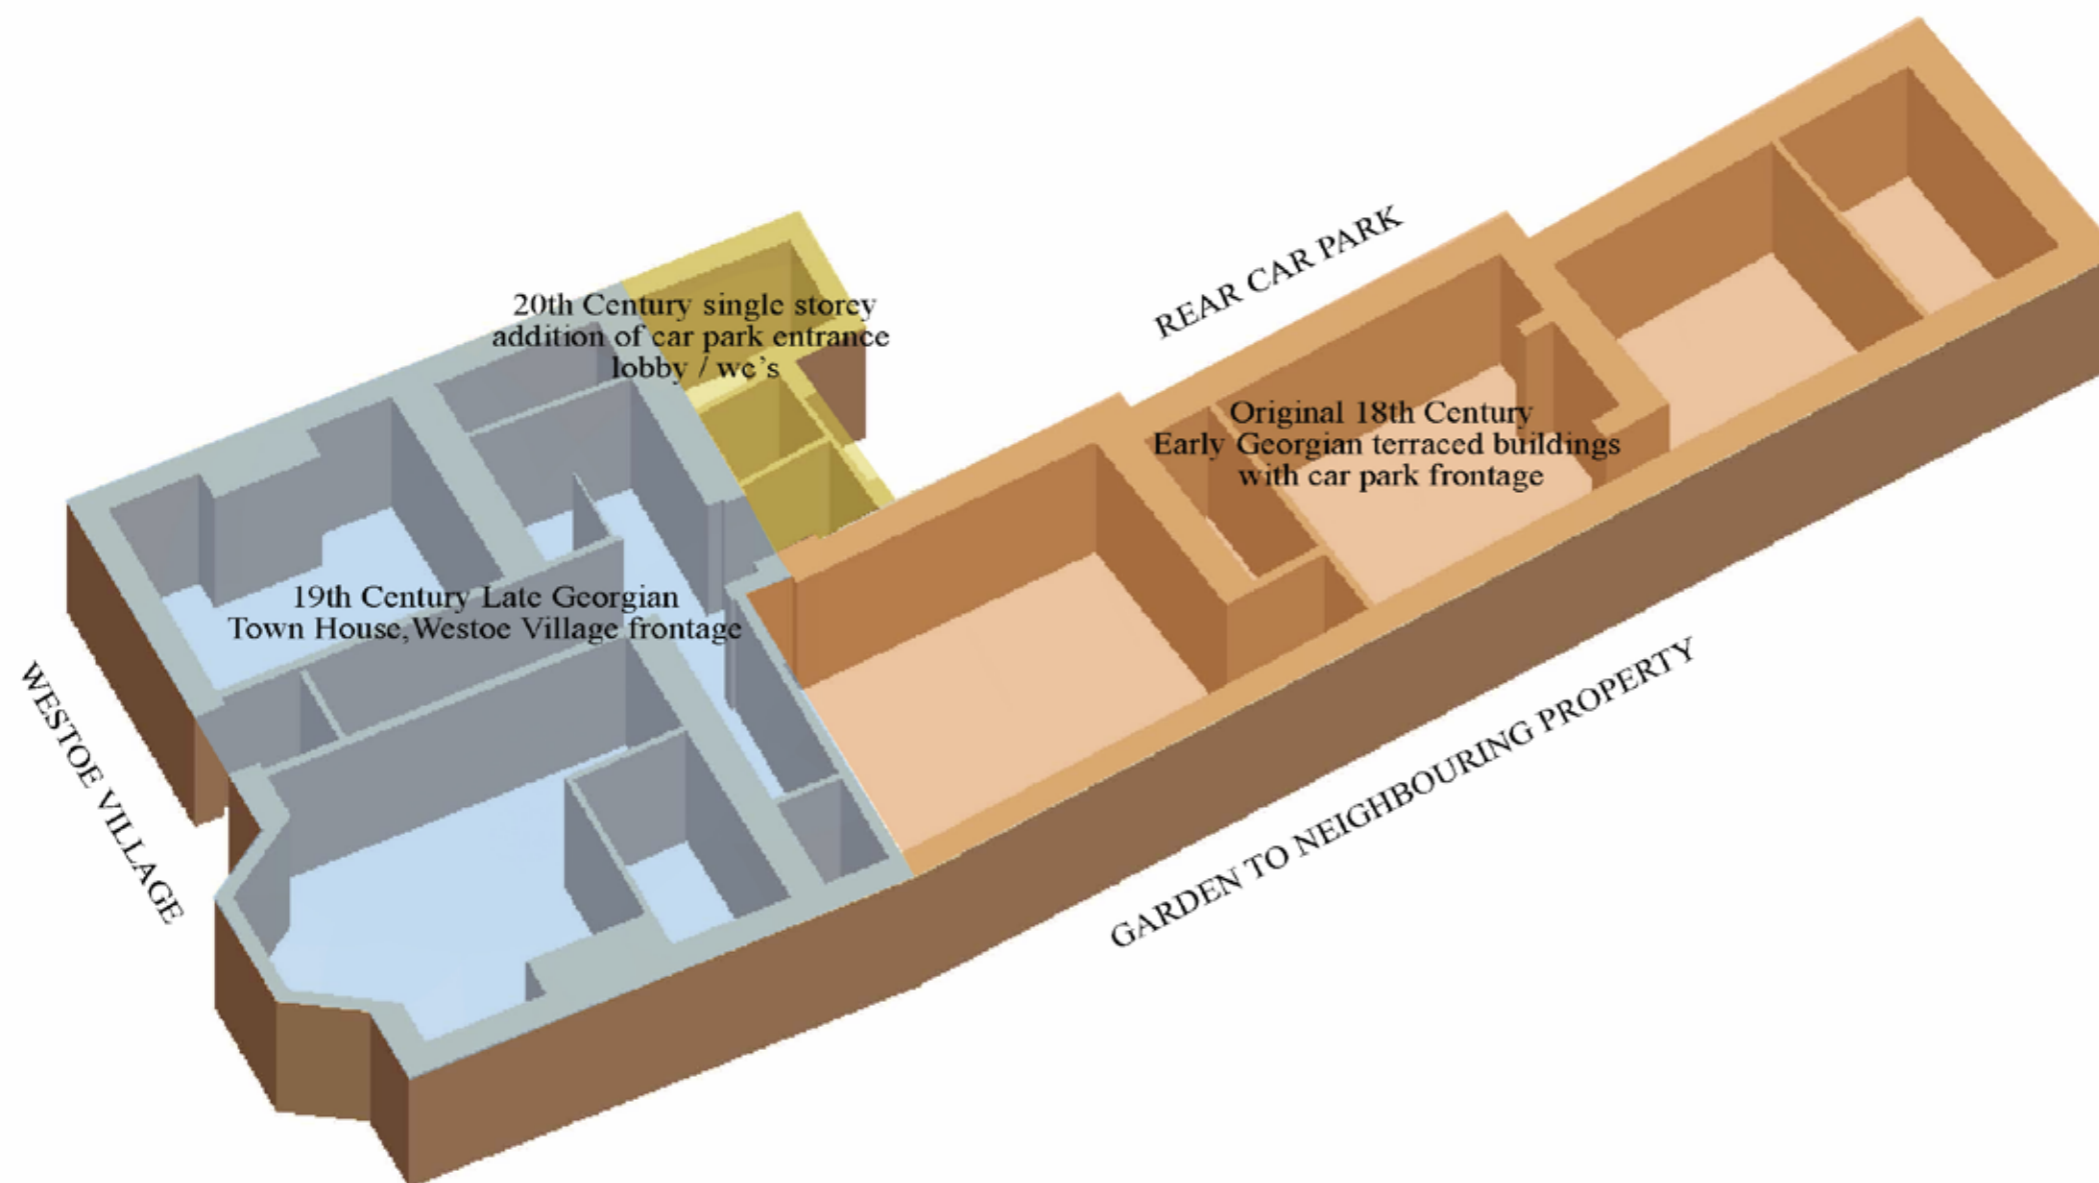 REAR CAR PARK
20th Century single storey
addition of car park entrance
lobby / wc's
Original 18th Century
Early Georgian terraced buildings
with car park frontage
19th Century Late Georgian
Town House, Westoe Village frontage
WESTOE VILLAGE
GARDEN TO NEIGHBOURING PROPERTY